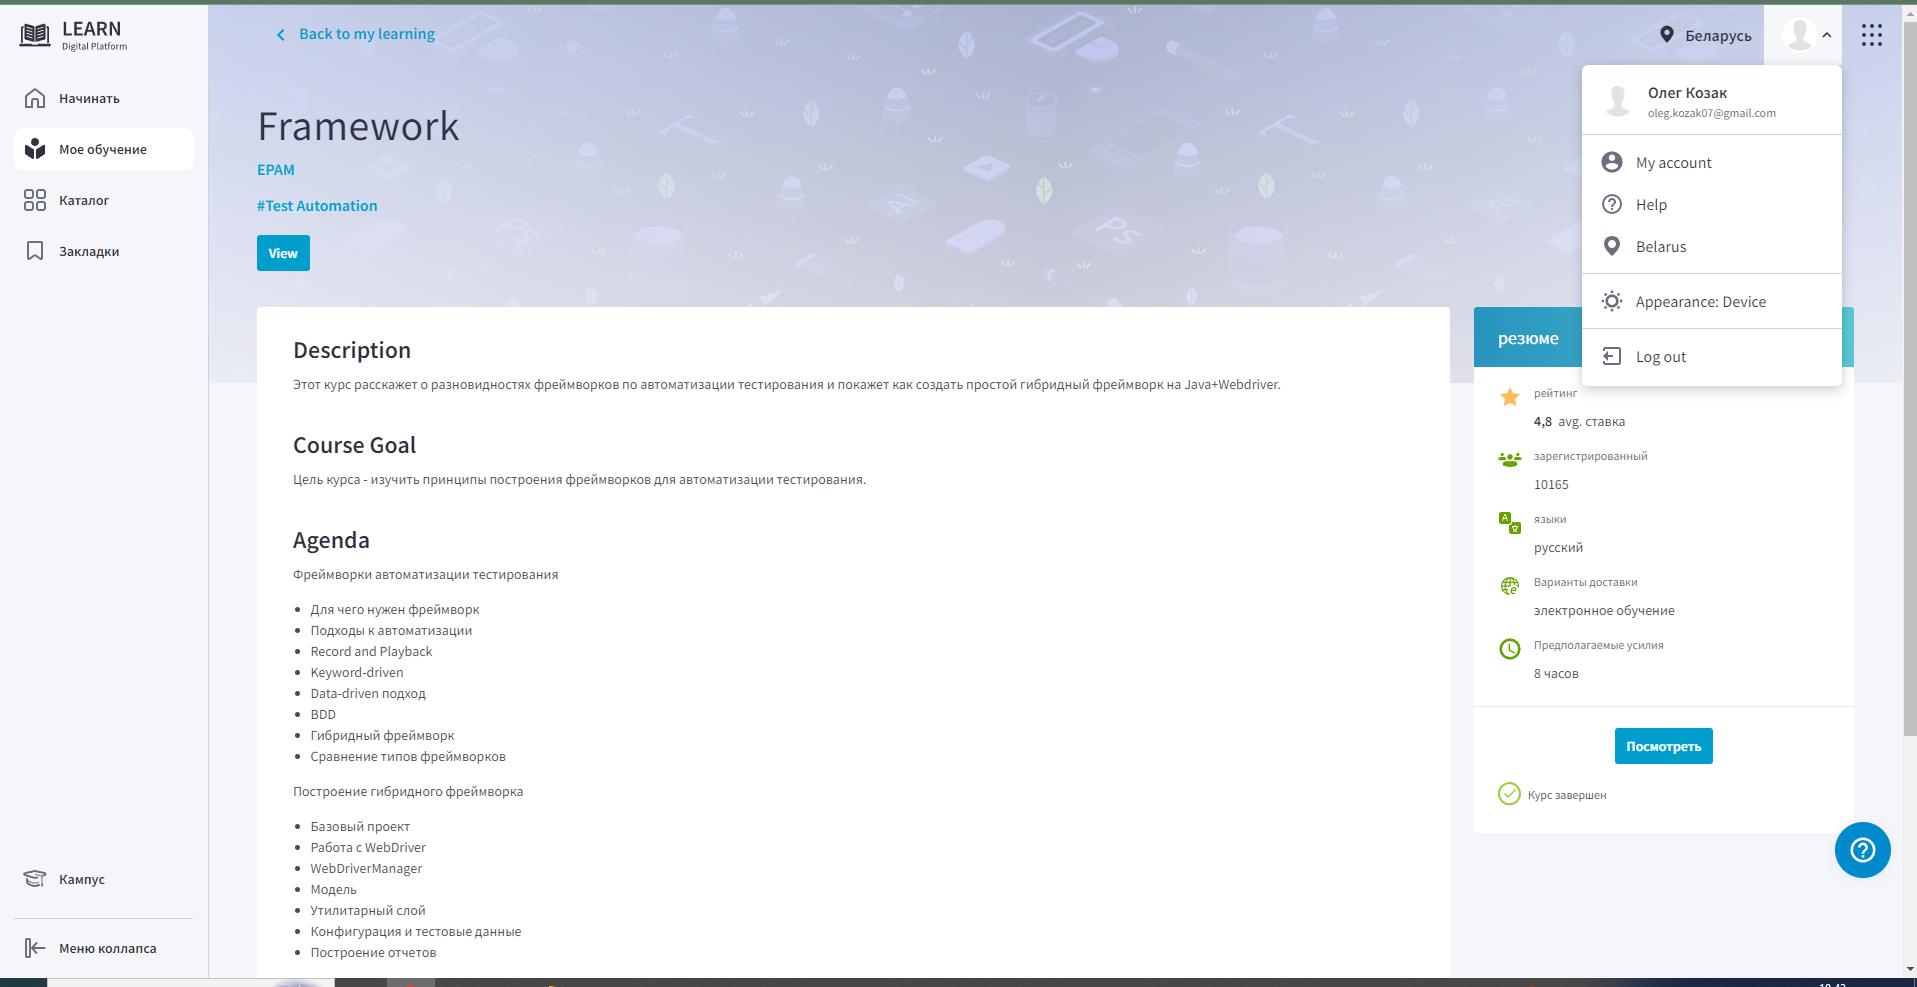 LEARN
Digital Platform
Начинать
Мое обучение
Каталог
Закладки
Кампус
Меню коллапса
Back to my learning
Беларусь
Framework
EPAM
#Test Automation
View
Олег Козак
oleg.kozak07@gmail.com
My account
Help
Belarus
Appearance: Device
Log out
Description
Этот курс расскажет о разновидностях фреймворков по автоматизации тестирования и покажет как создать простой гибридный фреймворк на Java+Webdriver.
Course Goal
Цель курса - изучить принципы построения фреймворков для автоматизации тестирования.
Agenda
Фреймворки автоматизации тестирования
Для чего нужен фреймворк
Подходы к автоматизации
Record and Playback
Keyword-driven
Data-driven подход
BDD
Гибридный фреймворк
Сравнение типов фреймворков
Построение гибридного фреймворка
Базовый проект
Работа с WebDriver
WebDriverManager
Модель
Утилитарный слой
Конфигурация и тестовые данные
Построение отчетов
резюме
рейтинг
4,8 avg. ставка
зарегистрированный
10165
языки
русский
Варианты доставки
электронное обучение
Предполагаемые усилия
8 часов
Посмотреть
Курс завершен